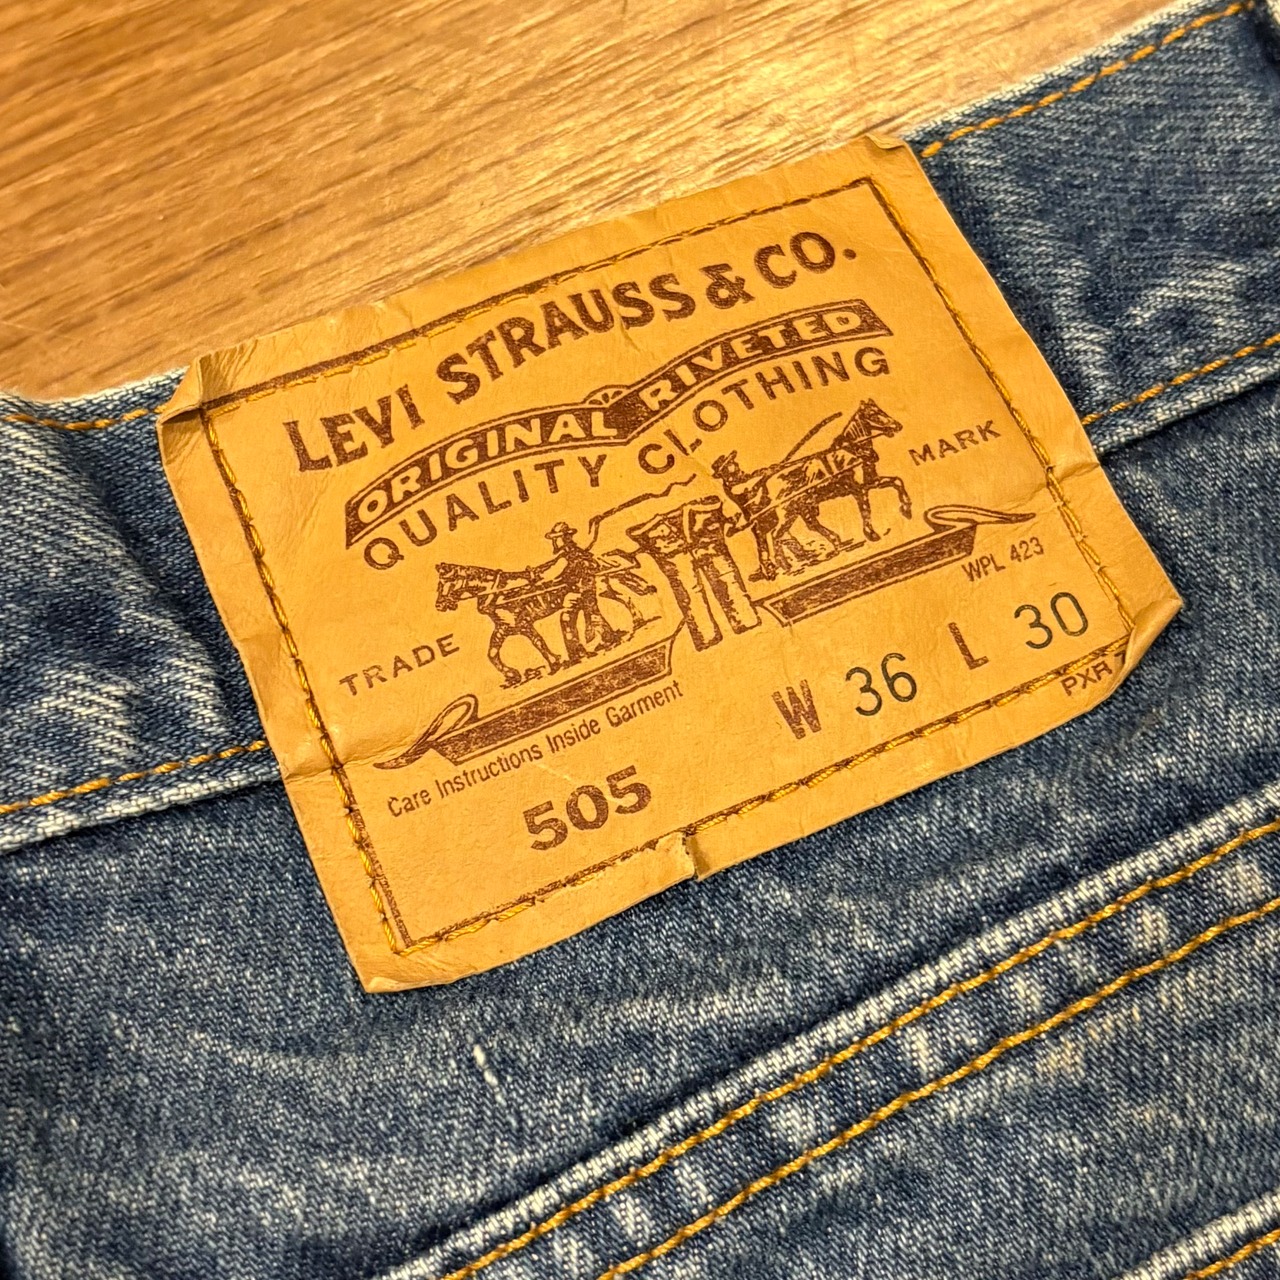 LEVI STRAUSS & CO.
ORIGINAL RIVETED
QUALITY CLOTHING
TRADE MARK
WPL 423
Care Instructions Inside Garment
W 36 L 30
505